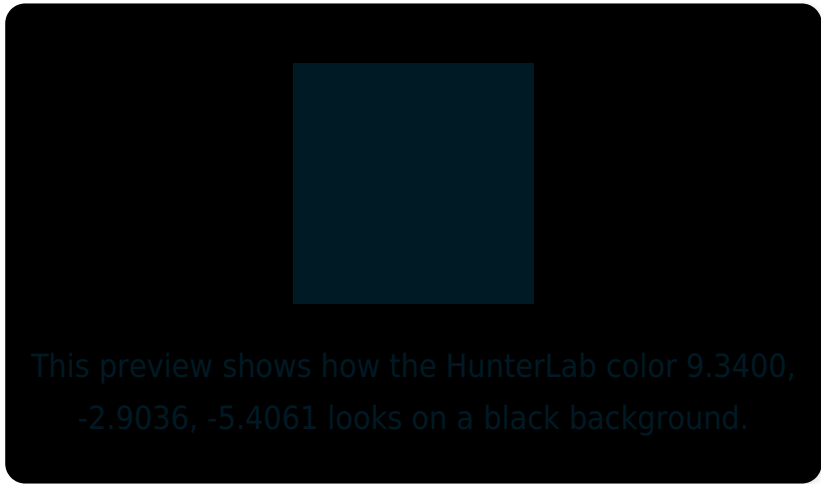 This preview shows how the HunterLab color 9.3400,
-2.9036, -5.4061 looks on a black background.